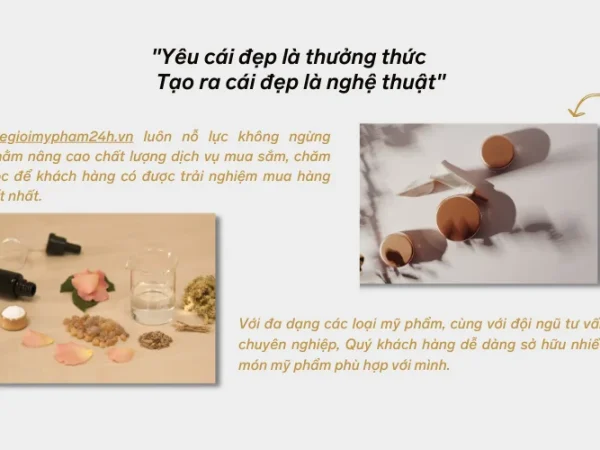 "Yêu cái đẹp là thưởng thức
Tạo ra cái đẹp là nghệ thuật"
egioimypham24h.vn luôn nỗ lực không ngừng
ằm nâng cao chất lượng dịch vụ mua sắm, chăm
óc để khách hàng có được trải nghiệm mua hàng
t nhất.
Với đa dạng các loại mỹ phẩm, cùng với đội ngũ tư vấ
chuyên nghiệp, Quý khách hàng dễ dàng sở hữu nhiề
món mỹ phẩm phù hợp với mình.